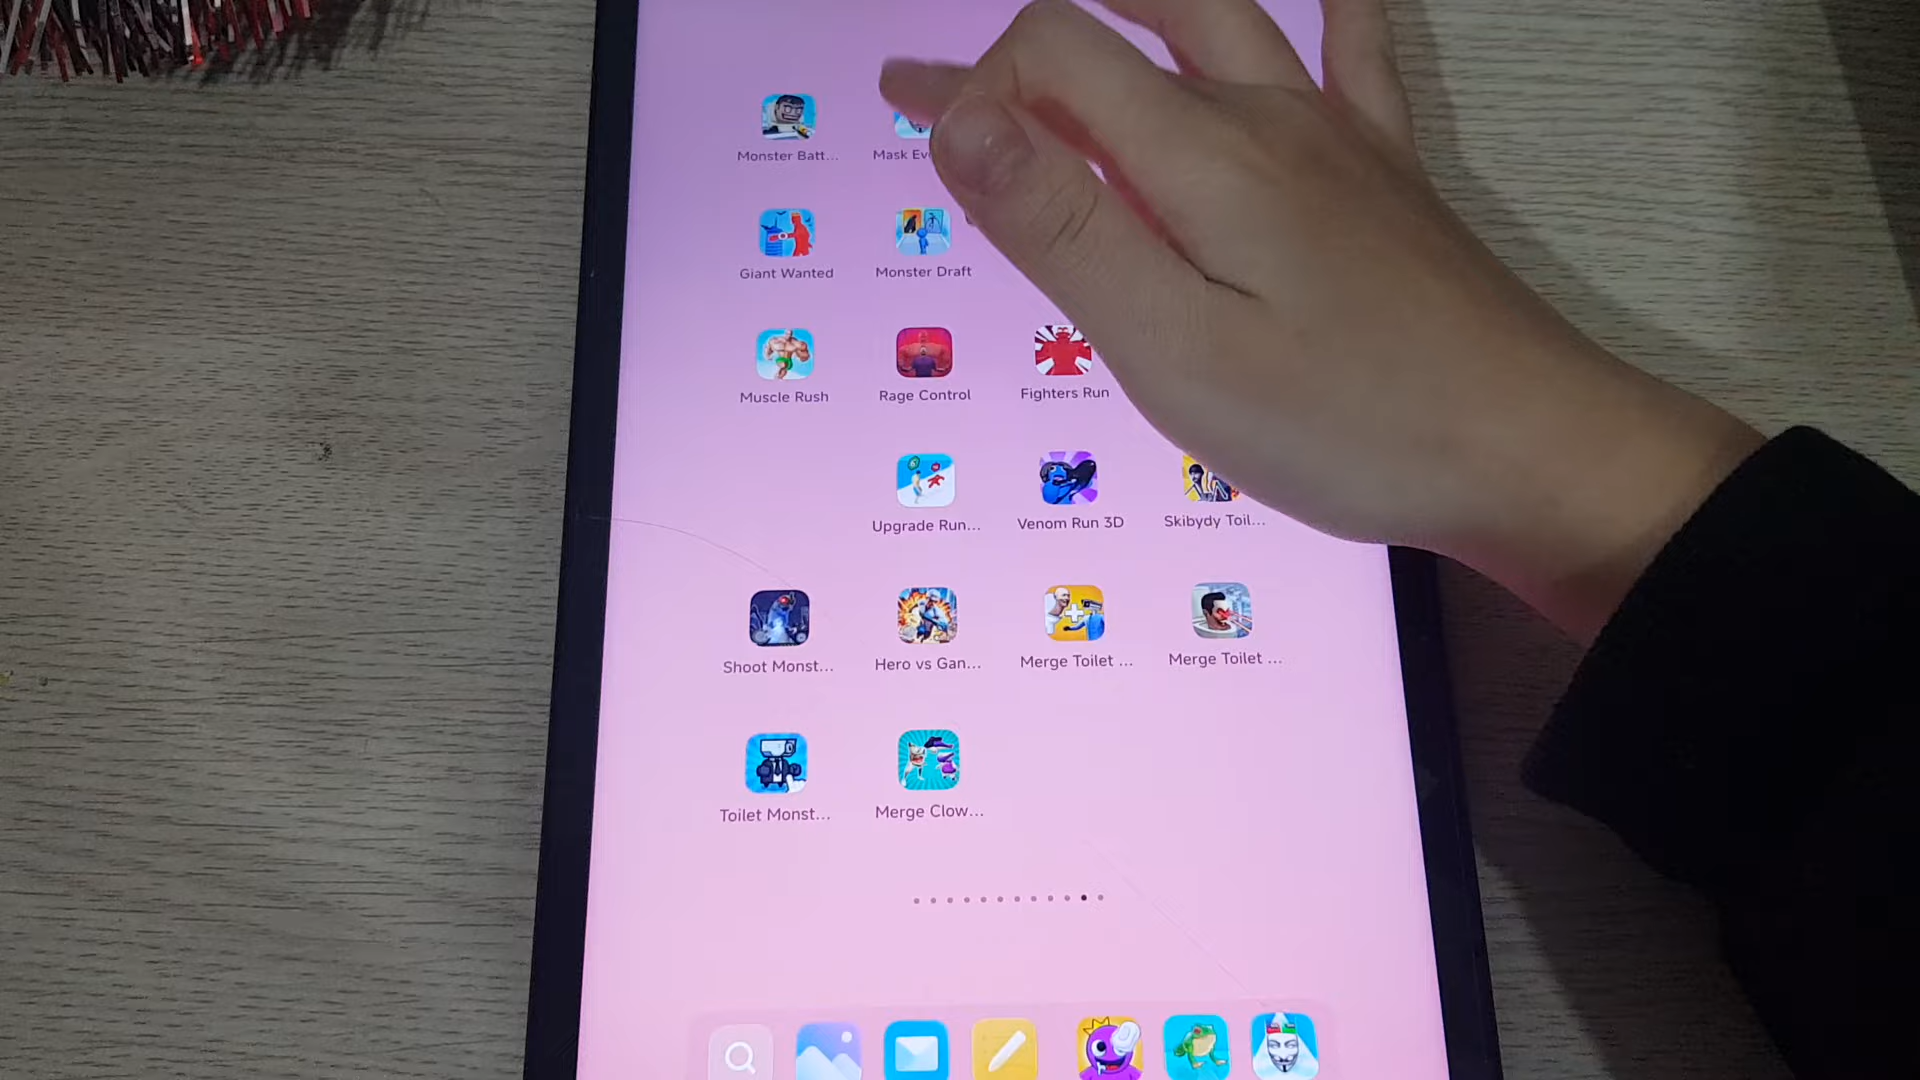 Monster Batt...
Mask Ev
Giant Wanted
Monster Draft
Muscle Rush
Rage Control
Fighters Run
Upgrade Run...
Venom Run 3D
Skibydy Toil...
Shoot Monst...
Hero vs Gan...
Merge Toilet ...
Merge Toilet ...
Toilet Monst...
Merge Clow...